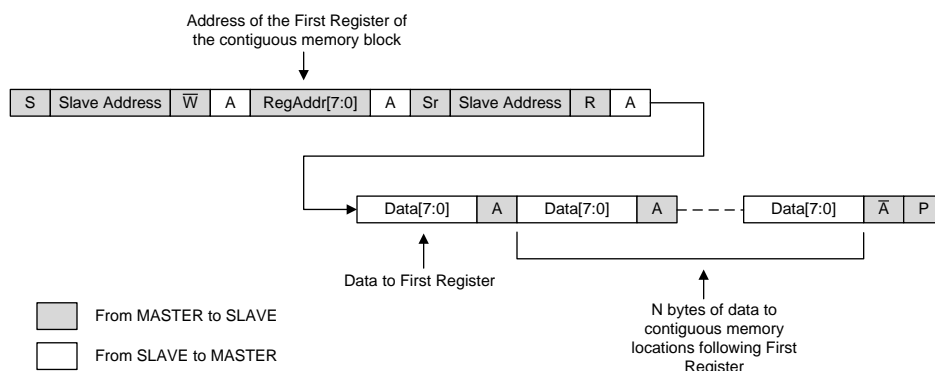 Address of the First Register of
the contiguous memory block
S Slave Address W̅ A RegAddr[7:0] A Sr Slave Address R A
Data[7:0] A Data[7:0] A Data[7:0] A̅ P
Data to First Register
N bytes of data to
contiguous memory
locations following First
Register
From MASTER to SLAVE
From SLAVE to MASTER